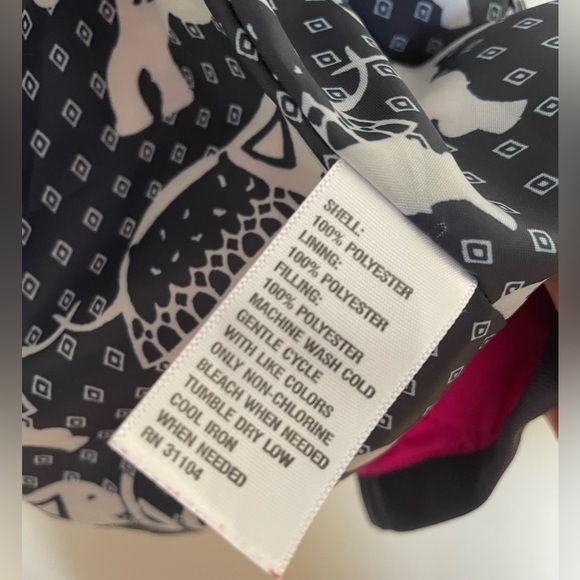 SHELL:
100% POLYESTER
LINING:
100% POLYESTER
FILLING:
100% POLYESTER
MACHINE WASH COLD
GENTLE CYCLE
WITH LIKE COLORS
ONLY NON-CHLORINE
BLEACH WHEN NEEDED
TUMBLE DRY LOW
COOL IRON
WHEN NEEDED
RN 31104